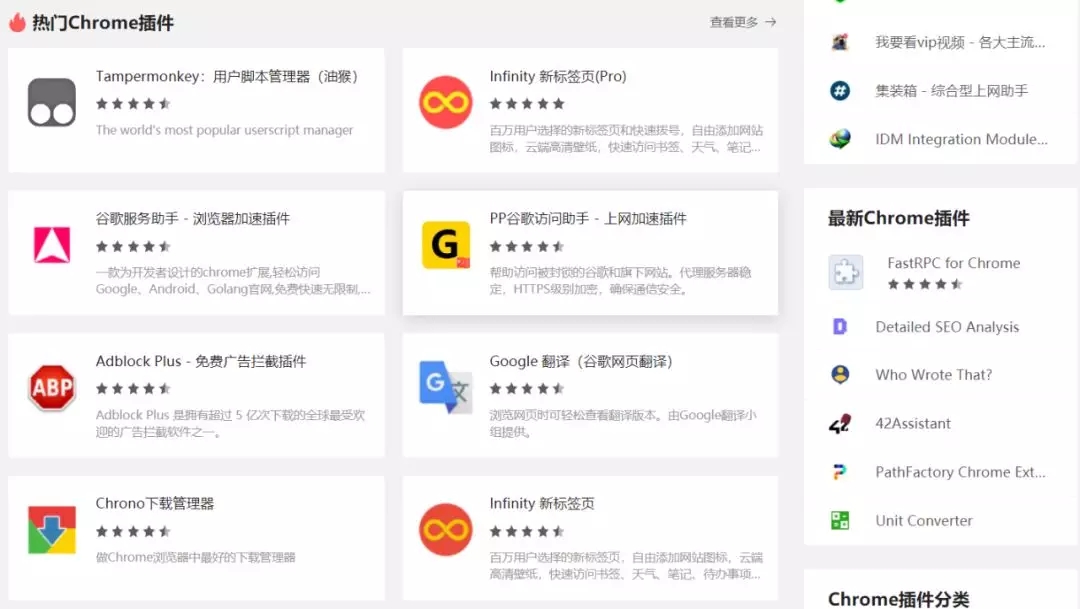 热门Chrome插件
查看更多 →
Tampermonkey：用户脚本管理器（油猴）
The world's most popular userscript manager
Infinity 新标签页(Pro)
百万用户选择的新标签页和快速拨号，自由添加网站
图标，云端高清壁纸，快速访问书签、天气、笔记...
谷歌服务助手 - 浏览器加速插件
一款为开发者设计的chrome扩展,轻松访问
Google、Android、Golang官网,免费快速无限制,...
G
PP谷歌访问助手 - 上网加速插件
帮助访问被封锁的谷歌和旗下网站。代理服务器稳
定，HTTPS级别加密，确保通信安全。
ABP
Adblock Plus - 免费广告拦截插件
Adblock Plus 是拥有超过 5 亿次下载的全球最受欢
迎的广告拦截软件之一。
G 文
Google 翻译（谷歌网页翻译）
浏览网页时可轻松查看翻译版本。由Google翻译小
组提供。
Chrono下载管理器
做Chrome浏览器中最好的下载管理器
Infinity 新标签页
百万用户选择的新标签页，自由添加网站图标，云端
高清壁纸，快速访问书签、天气、笔记、待办事项...
我要看vip视频 - 各大主流...
#
集装箱 - 综合型上网助手
IDM Integration Module...
最新Chrome插件
FastRPC for Chrome
D
Detailed SEO Analysis
Who Wrote That?
42
42Assistant
PathFactory Chrome Ext...
Unit Converter
Chrome插件分类